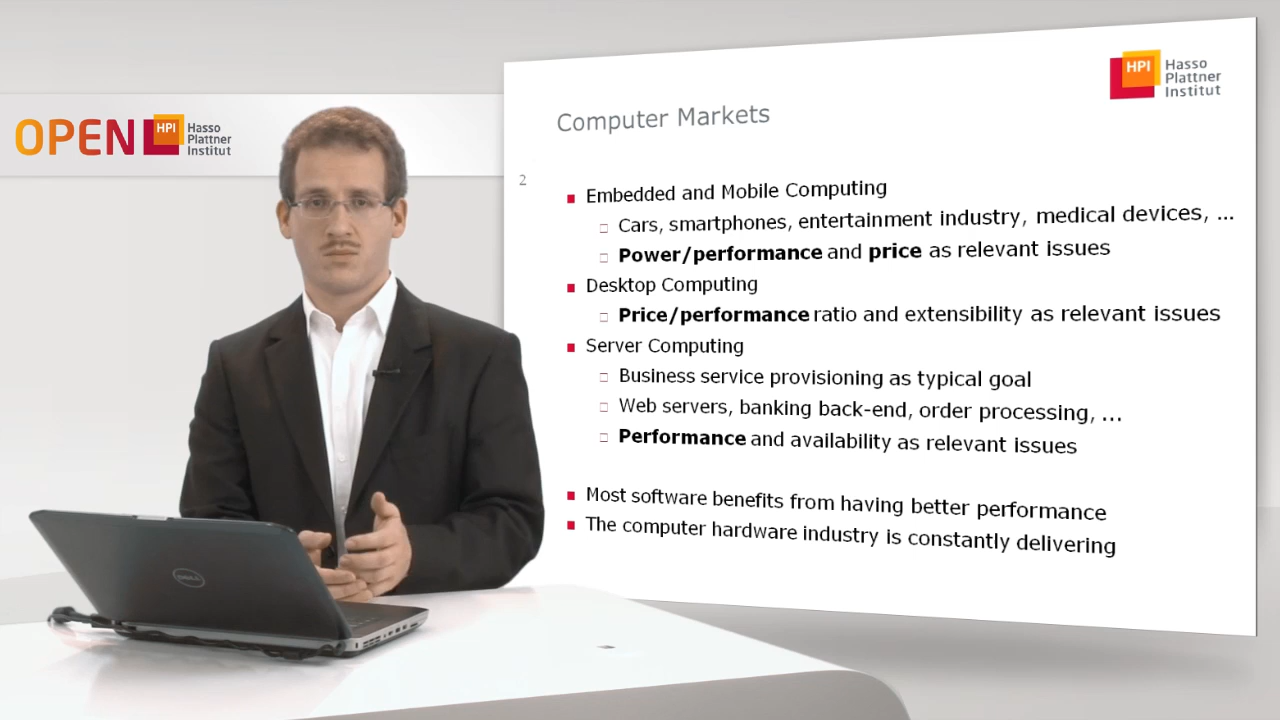 OPEN HPI Hasso
Plattner
Institut
HPI Hasso
Plattner
Institut
Computer Markets
2
Embedded and Mobile Computing
Cars, smartphones, entertainment industry, medical devices, ...
Power/performance and price as relevant issues
Desktop Computing
Price/performance ratio and extensibility as relevant issues
Server Computing
Business service provisioning as typical goal
Web servers, banking back-end, order processing, ...
Performance and availability as relevant issues
Most software benefits from having better performance
The computer hardware industry is constantly delivering
DELL